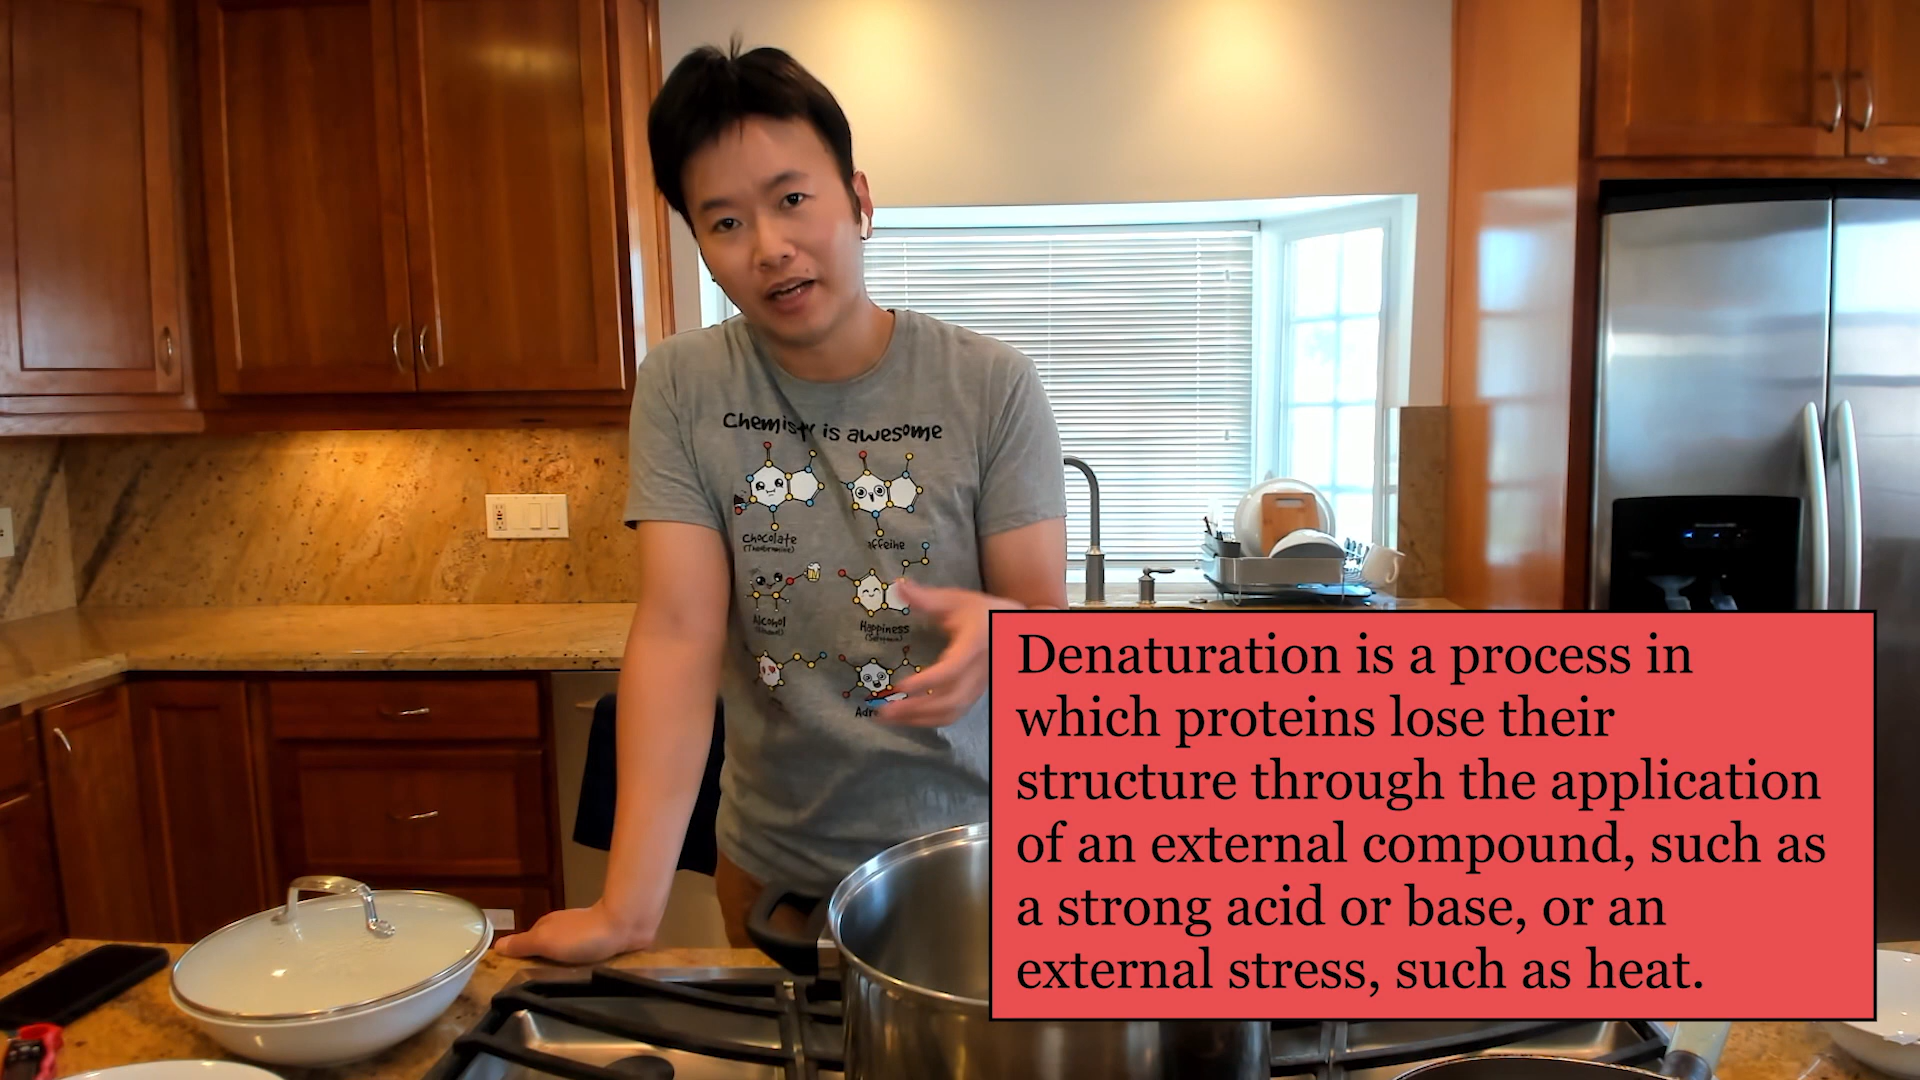 Chemistry is awesome
Chocolate
Alcohol
Happiness
(Serotonin)
Denaturation is a process in
which proteins lose their
structure through the application
of an external compound, such as
a strong acid or base, or an
external stress, such as heat.